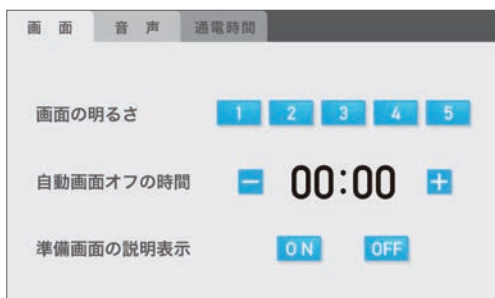 画 面 音 声 通電時間
画面の明るさ 1 2 3 4 5
自動画面オフの時間 − 00:00 +
準備画面の説明表示 ON OFF